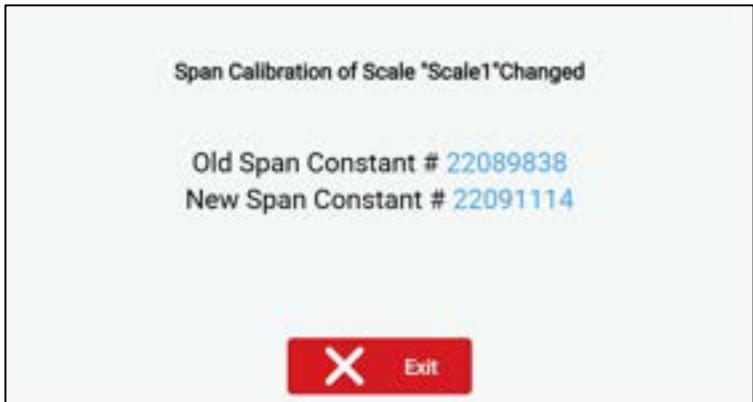 Span Calibration of Scale "Scale1"Changed
Old Span Constant # 22089838
New Span Constant # 22091114
Exit